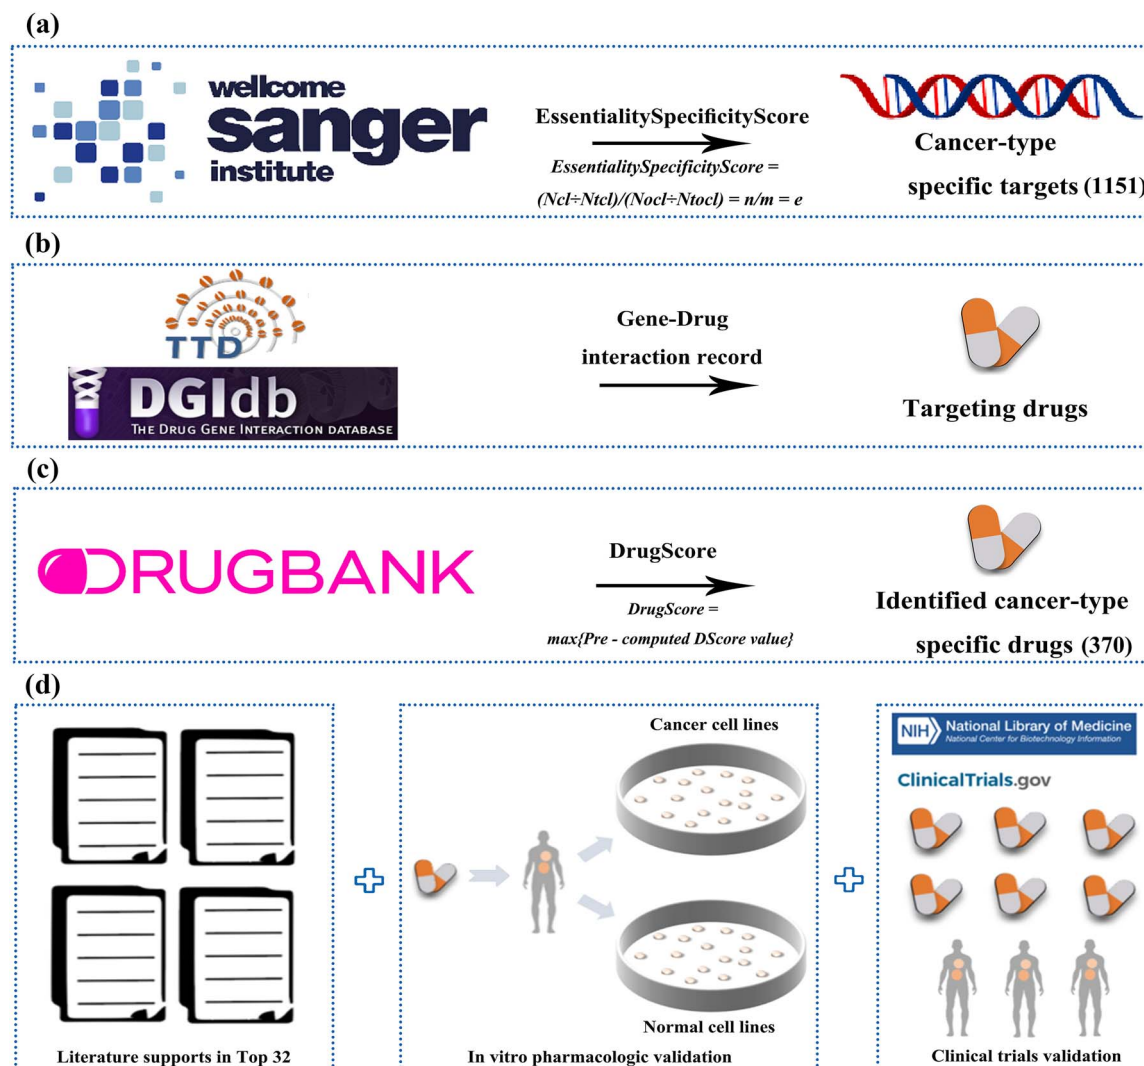 (a)
wellcome
sanger
institute
EssentialitySpecificityScore
EssentialitySpecificityScore =
(Ncl÷Ntcl)/(Nocl÷Ntocl) = n/m = e
Cancer-type
specific targets (1151)
(b)
TTD
DGIdb
THE DRUG GENE INTERACTION DATABASE
Gene-Drug
interaction record
Targeting drugs
(c)
DRUGBANK
DrugScore
DrugScore =
max{Pre - computed DScore value}
Identified cancer-type
specific drugs (370)
(d)
Literature supports in Top 32
Cancer cell lines
Normal cell lines
In vitro pharmacologic validation
NIH National Library of Medicine
National Center for Biotechnology Information
ClinicalTrials.gov
Clinical trials validation